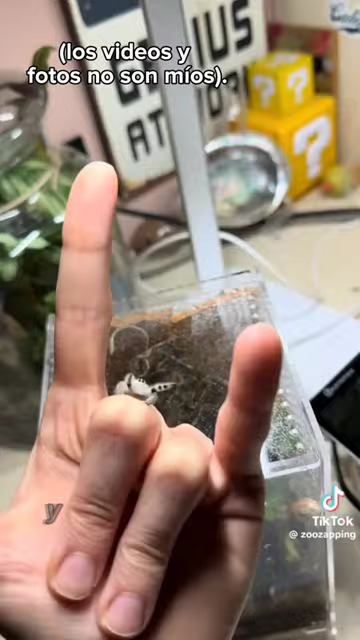 (los videos y
fotos no son míos).
?
?
y
TikTok
@ zoozapping